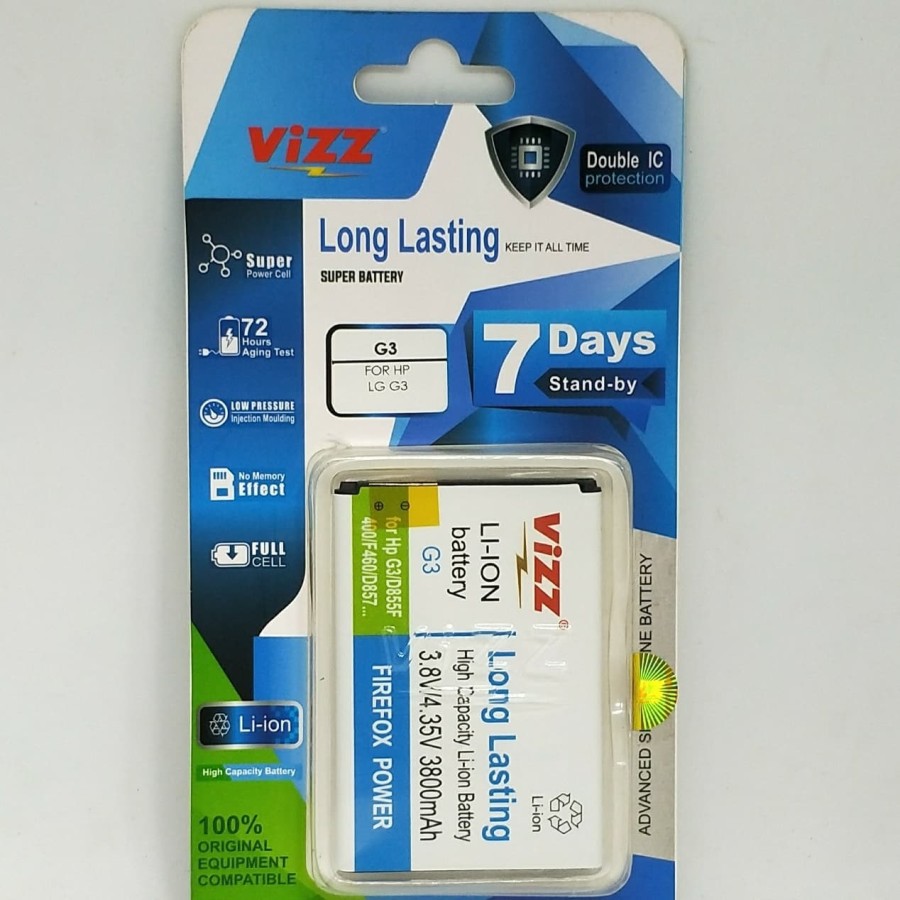 ViZZ
Double IC
protection
Long Lasting KEEP IT ALL TIME
SUPER BATTERY
Super
Power Cell
72
Hours
Aging Test
LOW PRESSURE
Injection Moulding
No Memory
Effect
FULL
CELL
G3
FOR HP
LG G3
7 Days
Stand-by
ViZZ®
LI-ION
battery
G3
for Hp G3/D855F
400/F460/D857...
Long Lasting
High Capacity Li-ion Battery
3.8V/4.35V 3800mAh
FIREFOX POWER
Li-ion
ADVANCED
BATTERY
Li-ion
High Capacity Battery
100%
ORIGINAL
EQUIPMENT
COMPATIBLE